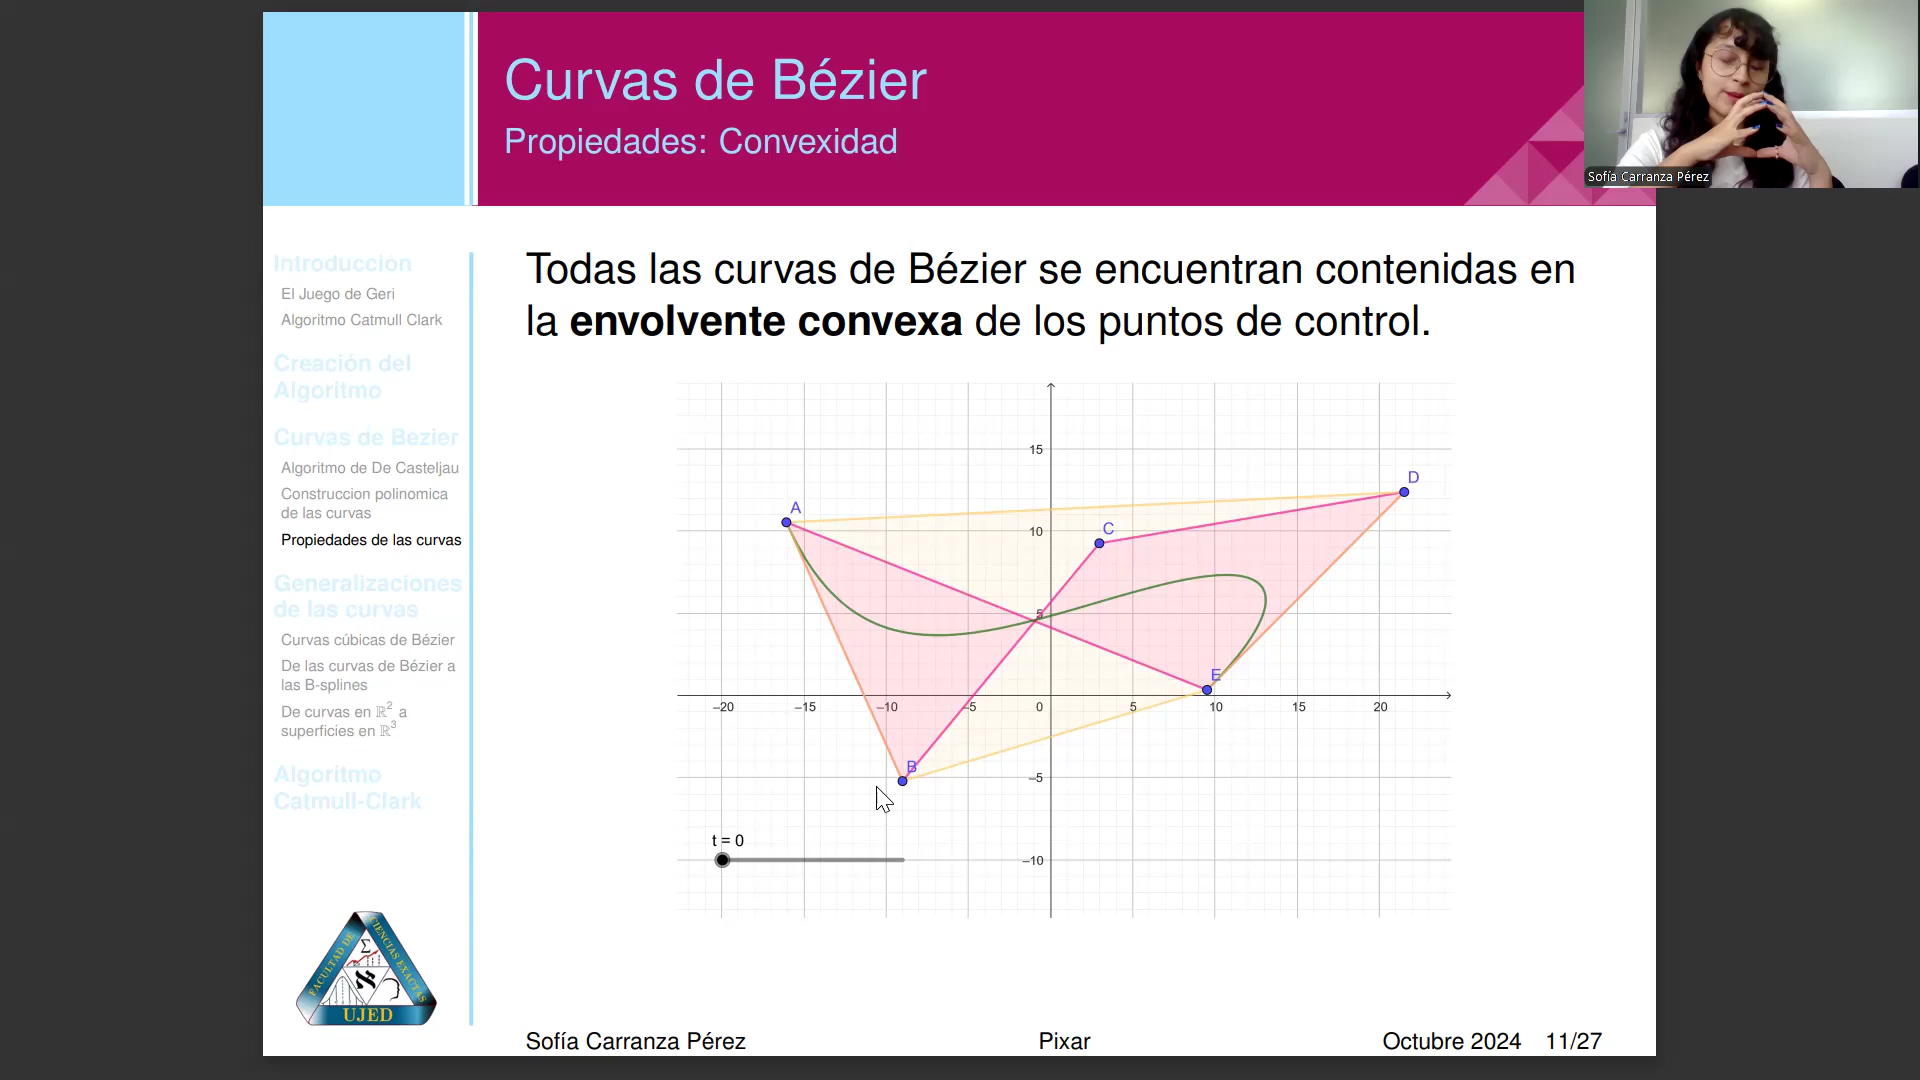 Curvas de Bézier
Propiedades: Convexidad
Sofía Carranza Pérez
Introducción
El Juego de Geri
Algoritmo Catmull Clark
Creación del
Algoritmo
Curvas de Bezier
Algoritmo de De Casteljau
Construccion polinomica
de las curvas
Propiedades de las curvas
Generalizaciones
de las curvas
Curvas cúbicas de Bézier
De las curvas de Bézier a
las B-splines
De curvas en ℝ² a
superficies en ℝ³
Algoritmo
Catmull-Clark
FACULTAD DE
CIENCIAS EXACTAS
Σ
UJED
Todas las curvas de Bézier se encuentran contenidas en
la envolvente convexa de los puntos de control.
15
D
A
10
C
5
E
–20 –15 –10 –5 0 5 10 15 20
B
–5
t = 0
–10
Sofía Carranza Pérez Pixar Octubre 2024 11/27